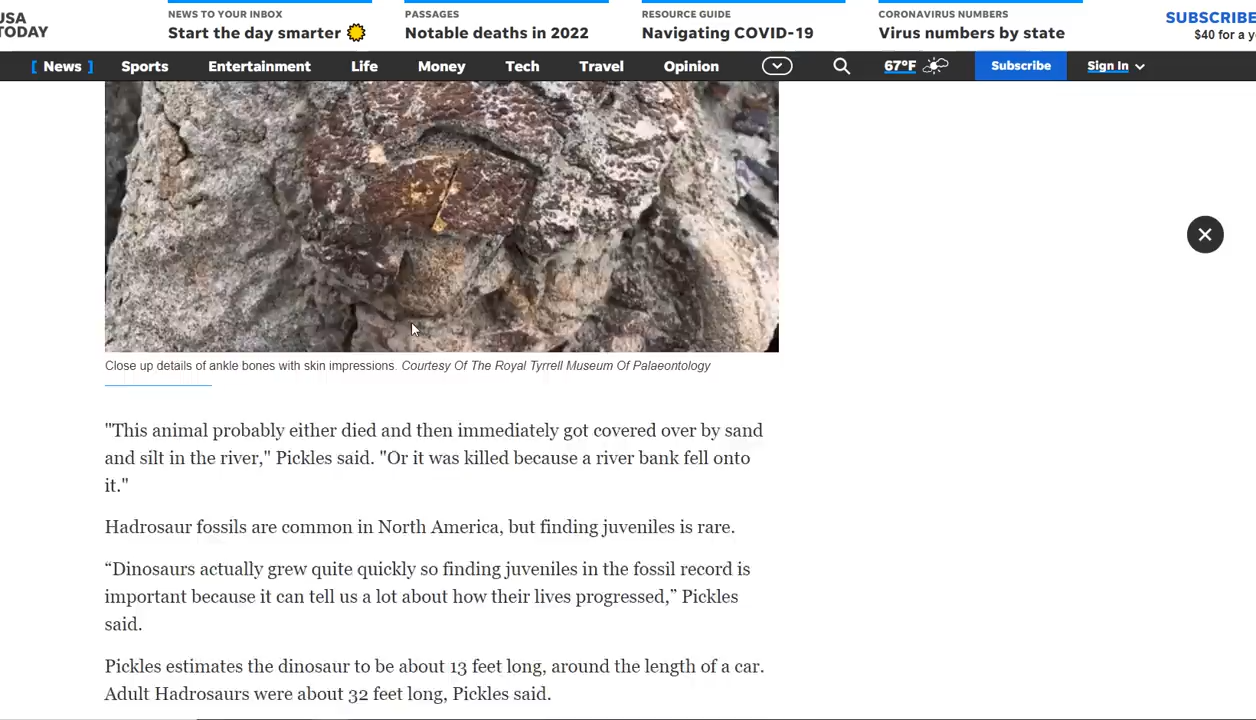 USA
TODAY
NEWS TO YOUR INBOX
Start the day smarter
PASSAGES
Notable deaths in 2022
RESOURCE GUIDE
Navigating COVID-19
CORONAVIRUS NUMBERS
Virus numbers by state
SUBSCRIBE
$40 for a y
[ News ] Sports Entertainment Life Money Tech Travel Opinion 67°F Subscribe Sign In
Close up details of ankle bones with skin impressions. Courtesy Of The Royal Tyrrell Museum Of Palaeontology
"This animal probably either died and then immediately got covered over by sand
and silt in the river," Pickles said. "Or it was killed because a river bank fell onto
it."
Hadrosaur fossils are common in North America, but finding juveniles is rare.
“Dinosaurs actually grew quite quickly so finding juveniles in the fossil record is
important because it can tell us a lot about how their lives progressed,” Pickles
said.
Pickles estimates the dinosaur to be about 13 feet long, around the length of a car.
Adult Hadrosaurs were about 32 feet long, Pickles said.